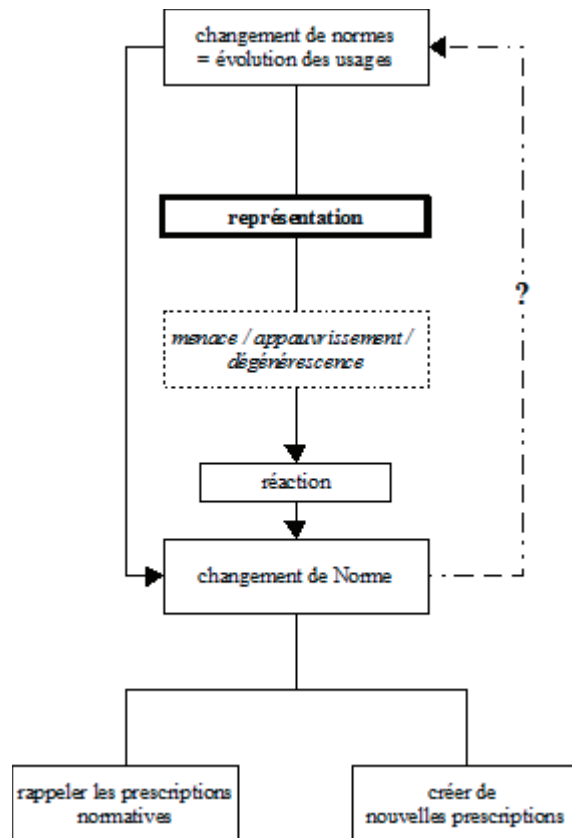 changement de normes
= évolution des usages
représentation
?
menace / appauvrissement /
dégénérescence
réaction
changement de Norme
rappeler les prescriptions
normatives
créer de
nouvelles prescriptions